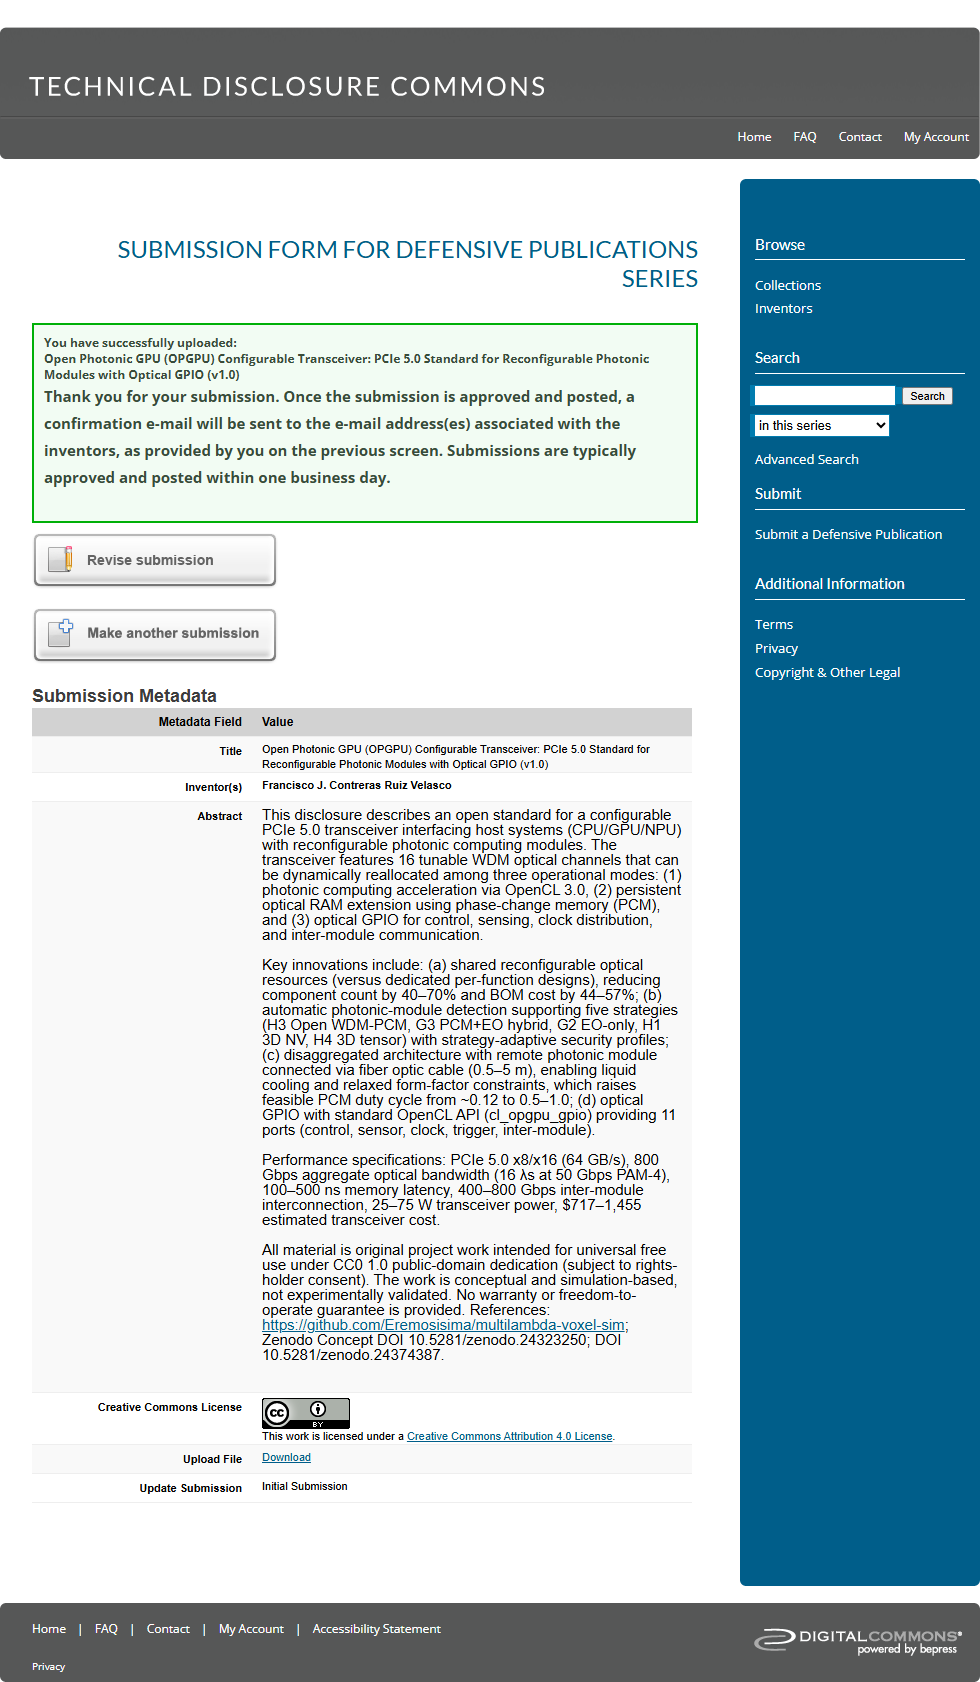 TECHNICAL DISCLOSURE COMMONS
Home FAQ Contact My Account
SUBMISSION FORM FOR DEFENSIVE PUBLICATIONS
SERIES
You have successfully uploaded:
Open Photonic GPU (OPGPU) Configurable Transceiver: PCIe 5.0 Standard for Reconfigurable Photonic
Modules with Optical GPIO (v1.0)
Thank you for your submission. Once the submission is approved and posted, a
confirmation e-mail will be sent to the e-mail address(es) associated with the
inventors, as provided by you on the previous screen. Submissions are typically
approved and posted within one business day.
Revise submission
Make another submission
Submission Metadata
Metadata Field Value
Title Open Photonic GPU (OPGPU) Configurable Transceiver: PCIe 5.0 Standard for
Reconfigurable Photonic Modules with Optical GPIO (v1.0)
Inventor(s) Francisco J. Contreras Ruiz Velasco
Abstract This disclosure describes an open standard for a configurable
PCIe 5.0 transceiver interfacing host systems (CPU/GPU/NPU)
with reconfigurable photonic computing modules. The
transceiver features 16 tunable WDM optical channels that can
be dynamically reallocated among three operational modes: (1)
photonic computing acceleration via OpenCL 3.0, (2) persistent
optical RAM extension using phase-change memory (PCM),
and (3) optical GPIO for control, sensing, clock distribution,
and inter-module communication.
Key innovations include: (a) shared reconfigurable optical
resources (versus dedicated per-function designs), reducing
component count by 40–70% and BOM cost by 44–57%; (b)
automatic photonic-module detection supporting five strategies
(H3 Open WDM-PCM, G3 PCM+EO hybrid, G2 EO-only, H1
3D NV, H4 3D tensor) with strategy-adaptive security profiles;
(c) disaggregated architecture with remote photonic module
connected via fiber optic cable (0.5–5 m), enabling liquid
cooling and relaxed form-factor constraints, which raises
feasible PCM duty cycle from ~0.12 to 0.5–1.0; (d) optical
GPIO with standard OpenCL API (cl_opgpu_gpio) providing 11
ports (control, sensor, clock, trigger, inter-module).
Performance specifications: PCIe 5.0 x8/x16 (64 GB/s), 800
Gbps aggregate optical bandwidth (16 λs at 50 Gbps PAM-4),
100–500 ns memory latency, 400–800 Gbps inter-module
interconnection, 25–75 W transceiver power, $717–1,455
estimated transceiver cost.
All material is original project work intended for universal free
use under CC0 1.0 public-domain dedication (subject to rights-
holder consent). The work is conceptual and simulation-based,
not experimentally validated. No warranty or freedom-to-
operate guarantee is provided. References:
https://github.com/Eremosisima/multilambda-voxel-sim;
Zenodo Concept DOI 10.5281/zenodo.24323250; DOI
10.5281/zenodo.24374387.
Creative Commons License
cc BY
This work is licensed under a Creative Commons Attribution 4.0 License.
Upload File Download
Update Submission Initial Submission
Browse
Collections
Inventors
Search
Search
in this series
Advanced Search
Submit
Submit a Defensive Publication
Additional Information
Terms
Privacy
Copyright & Other Legal
Home | FAQ | Contact | My Account | Accessibility Statement
Privacy
DIGITALCOMMONS
powered by bepress